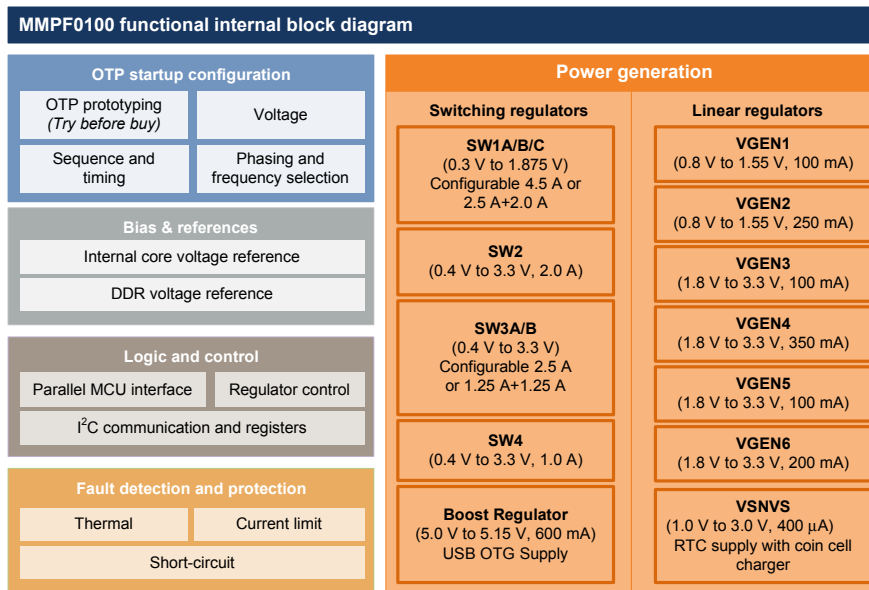 MMPF0100 functional internal block diagram
OTP startup configuration
OTP prototyping
(Try before buy)
Voltage
Sequence and
timing
Phasing and
frequency selection
Bias & references
Internal core voltage reference
DDR voltage reference
Logic and control
Parallel MCU interface
Regulator control
I²C communication and registers
Fault detection and protection
Thermal
Current limit
Short-circuit
Power generation
Switching regulators
SW1A/B/C
(0.3 V to 1.875 V)
Configurable 4.5 A or
2.5 A+2.0 A
SW2
(0.4 V to 3.3 V, 2.0 A)
SW3A/B
(0.4 V to 3.3 V)
Configurable 2.5 A
or 1.25 A+1.25 A
SW4
(0.4 V to 3.3 V, 1.0 A)
Boost Regulator
(5.0 V to 5.15 V, 600 mA)
USB OTG Supply
Linear regulators
VGEN1
(0.8 V to 1.55 V, 100 mA)
VGEN2
(0.8 V to 1.55 V, 250 mA)
VGEN3
(1.8 V to 3.3 V, 100 mA)
VGEN4
(1.8 V to 3.3 V, 350 mA)
VGEN5
(1.8 V to 3.3 V, 100 mA)
VGEN6
(1.8 V to 3.3 V, 200 mA)
VSNVS
(1.0 V to 3.0 V, 400 μA)
RTC supply with coin cell
charger